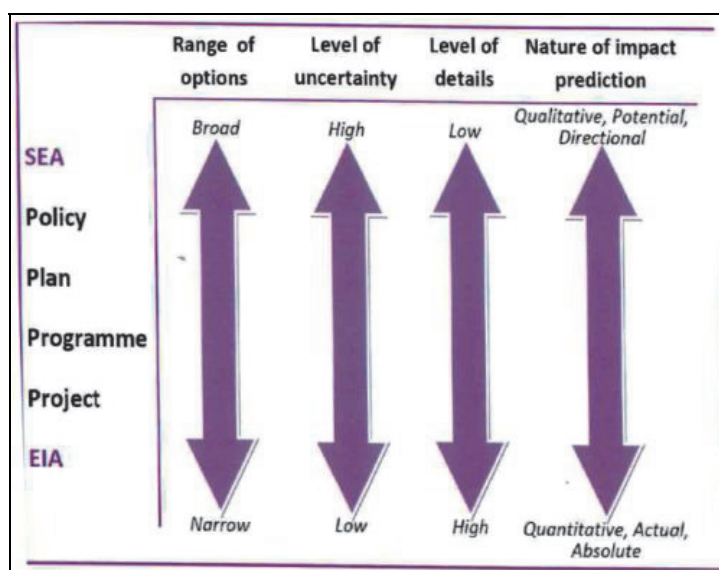 Range of options
Level of uncertainty
Level of details
Nature of impact prediction
Broad
High
Low
Qualitative, Potential,
Directional
SEA
Policy
Plan
Programme
Project
EIA
Narrow
Low
High
Quantitative, Actual,
Absolute